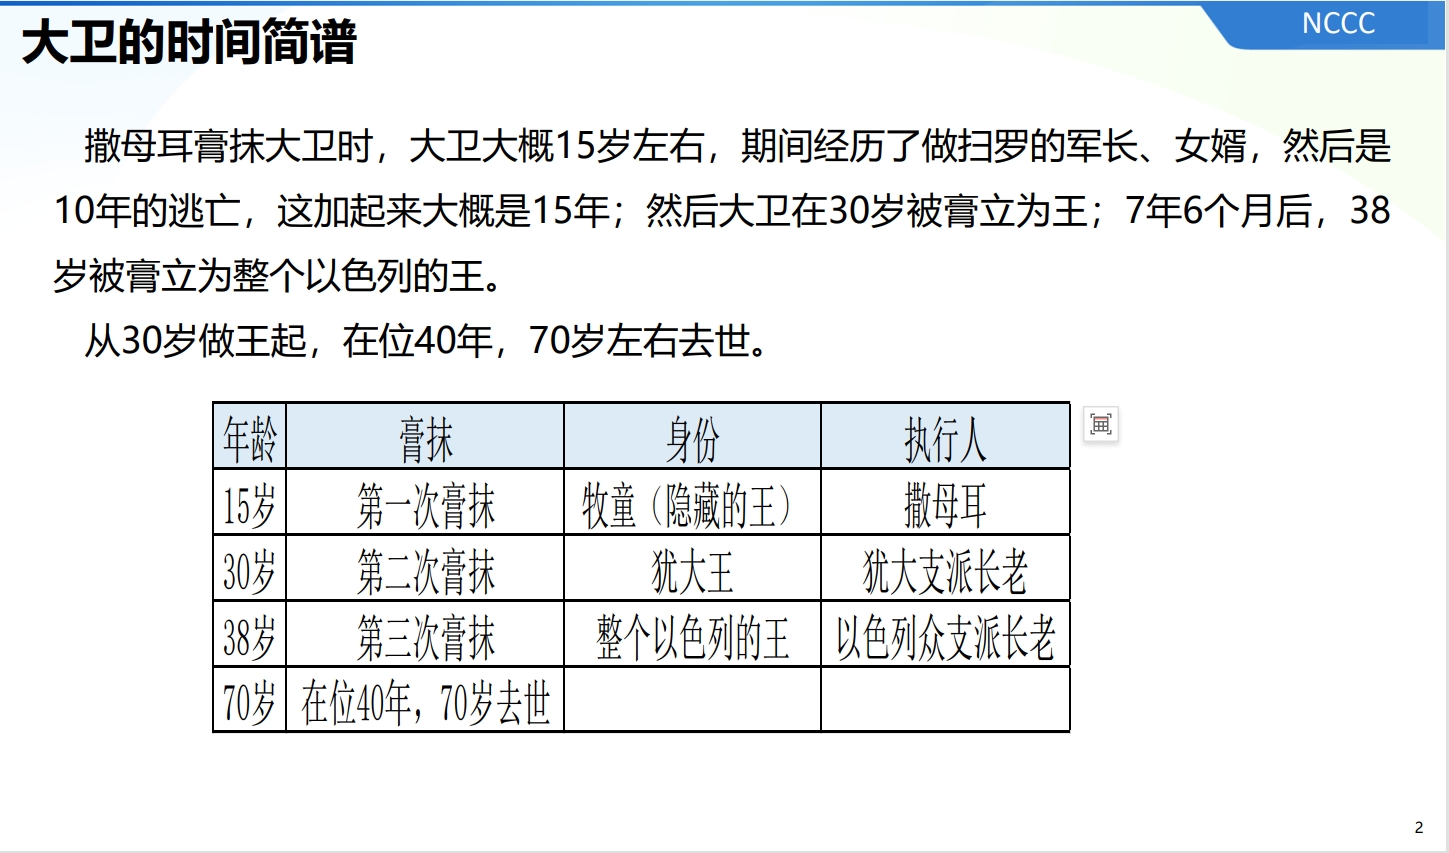 大卫的时间简谱
NCCC
撒母耳膏抹大卫时，大卫大概15岁左右，期间经历了做扫罗的军长、女婿，然后是
10年的逃亡，这加起来大概是15年；然后大卫在30岁被膏立为王；7年6个月后，38
岁被膏立为整个以色列的王。
从30岁做王起，在位40年，70岁左右去世。
年龄 膏抹 身份 执行人
15岁 第一次膏抹 牧童（隐藏的王） 撒母耳
30岁 第二次膏抹 犹大王 犹大支派长老
38岁 第三次膏抹 整个以色列的王 以色列众支派长老
70岁 在位40年，70岁去世
2